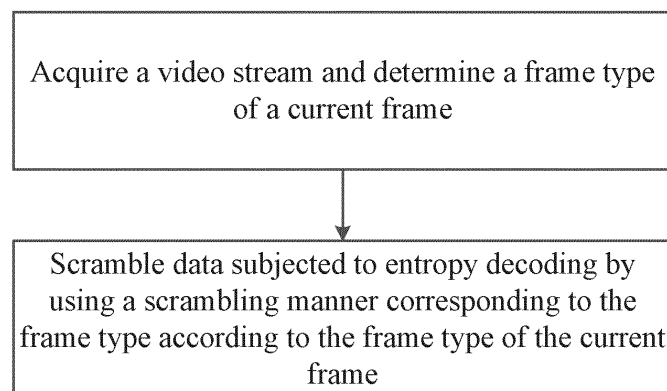 Acquire a video stream and determine a frame type
of a current frame
Scramble data subjected to entropy decoding by
using a scrambling manner corresponding to the
frame type according to the frame type of the current
frame